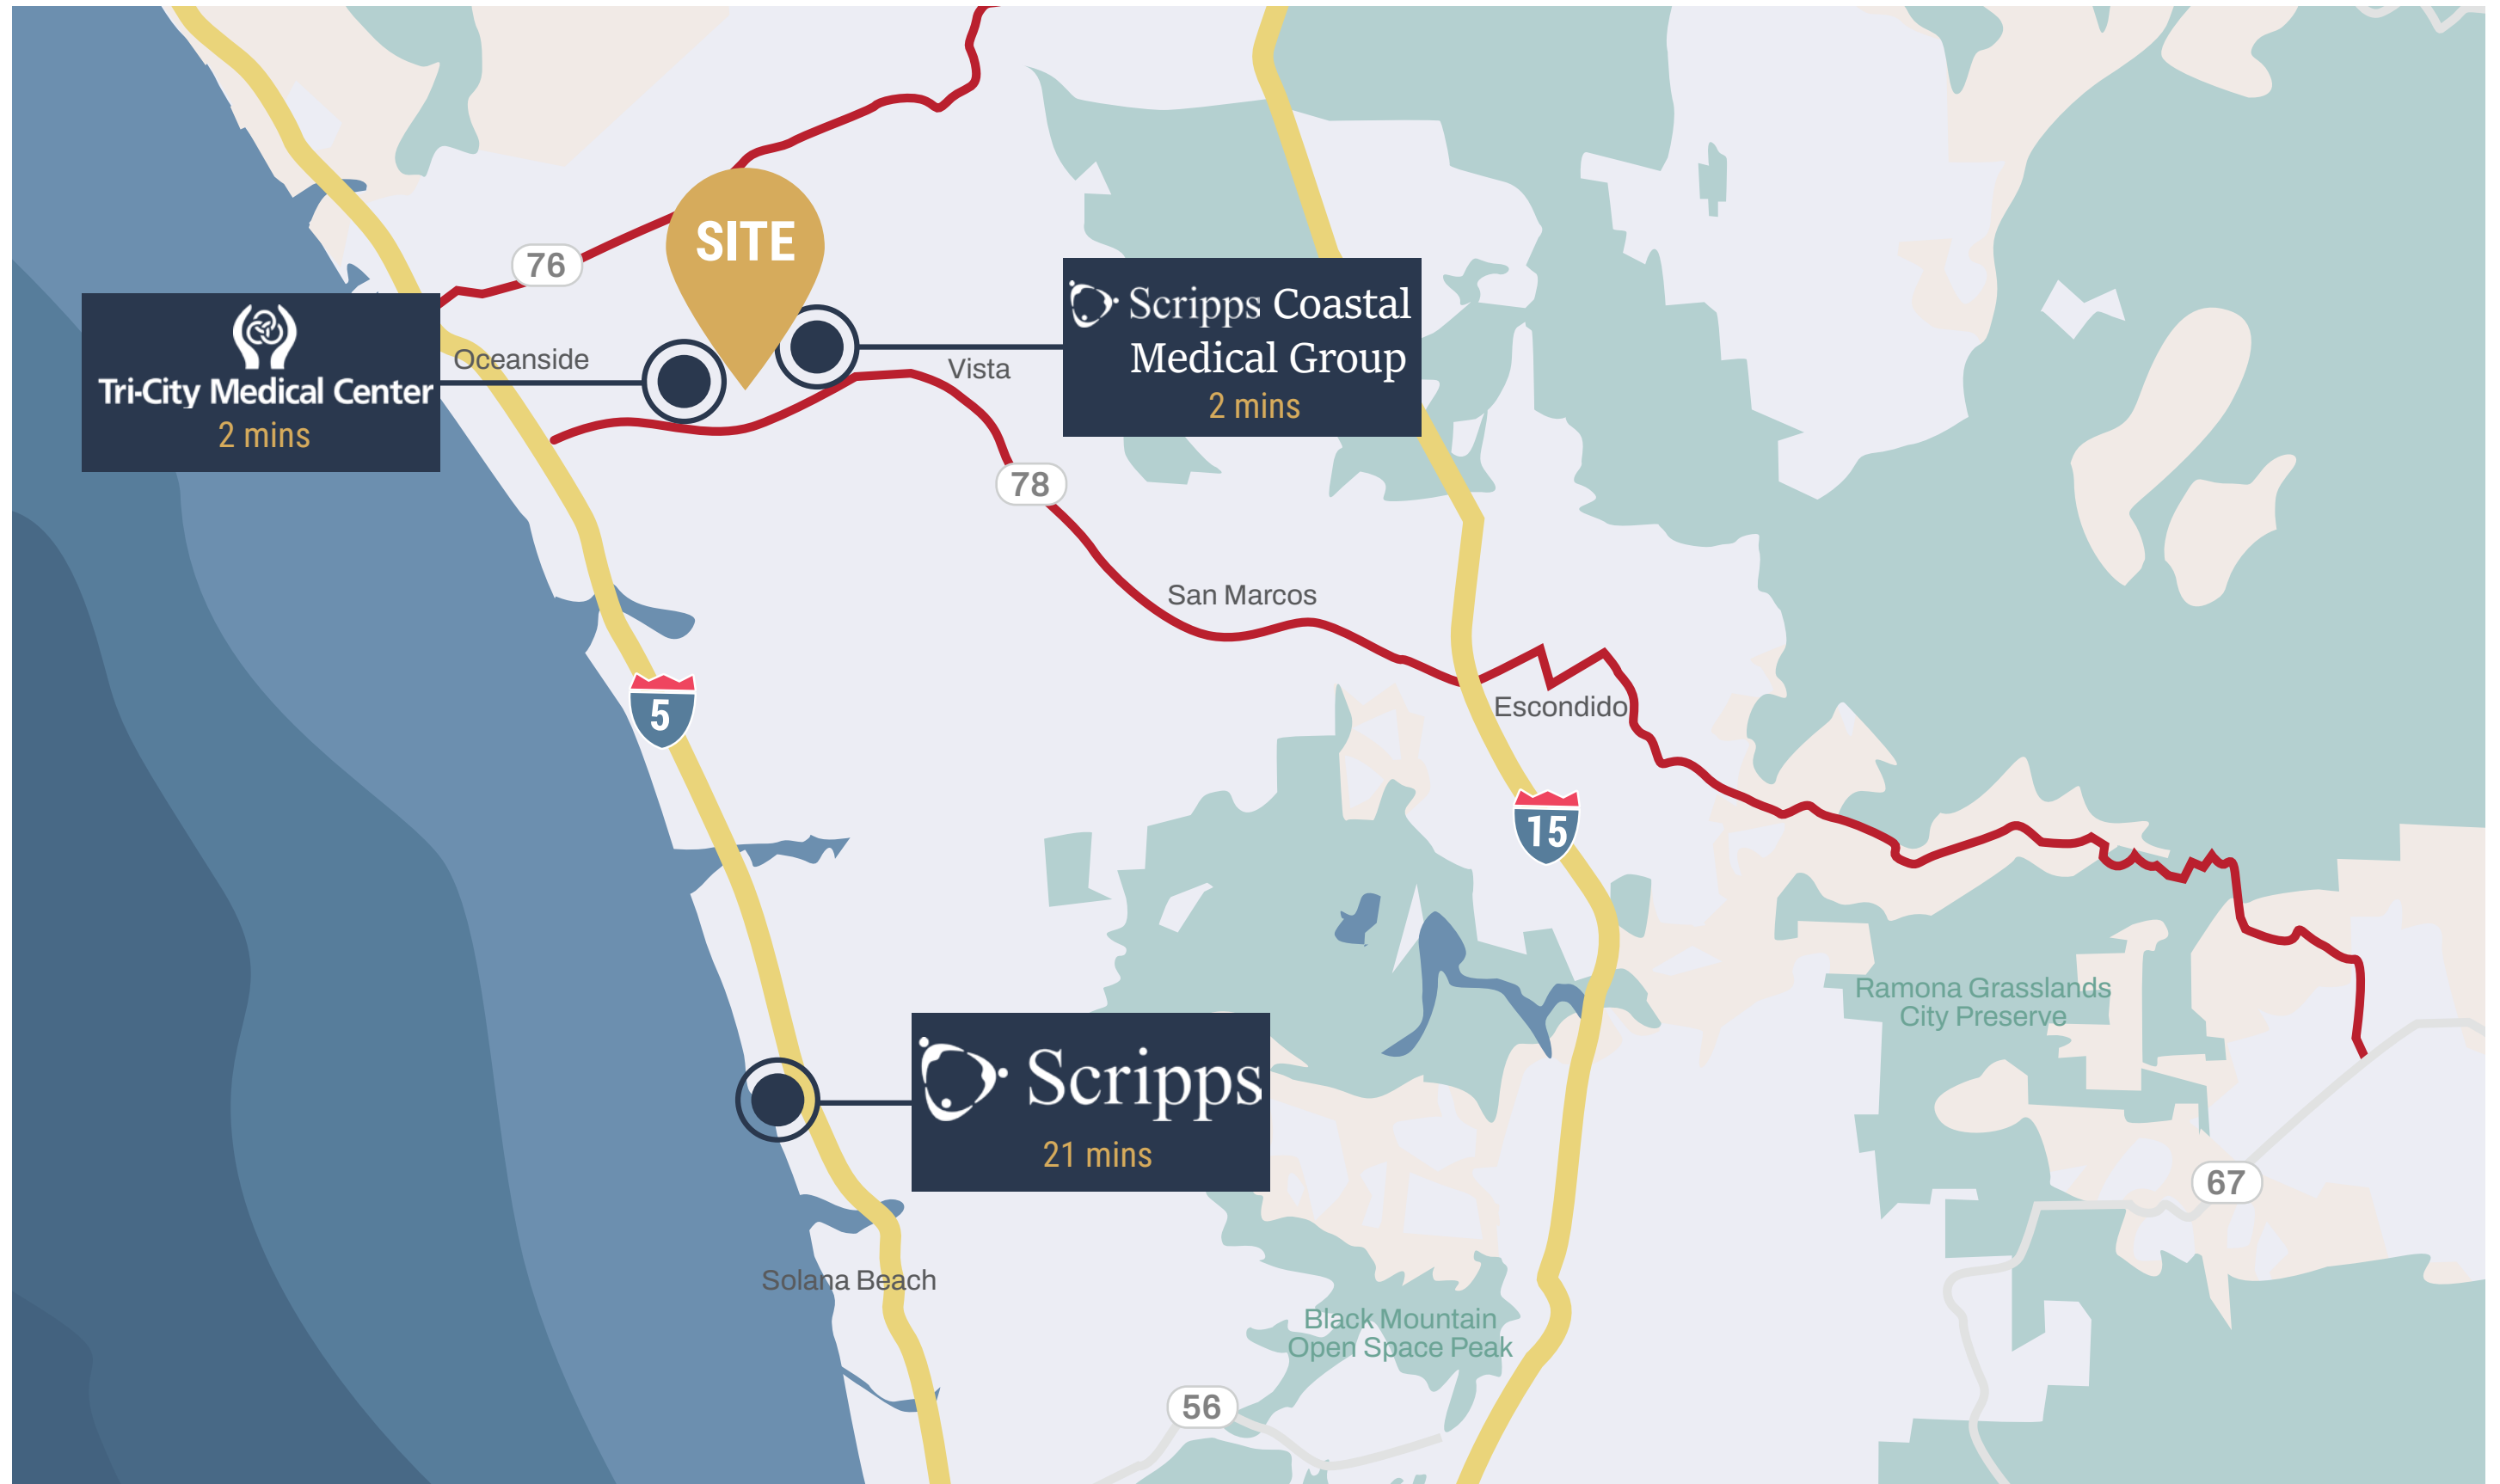 SITE
76
Scripps Coastal
Medical Group
2 mins
Tri-City Medical Center
2 mins
Oceanside
Vista
78
San Marcos
5
Escondido
15
Ramona Grasslands
City Preserve
Scripps
21 mins
67
Solana Beach
Black Mountain
Open Space Peak
56